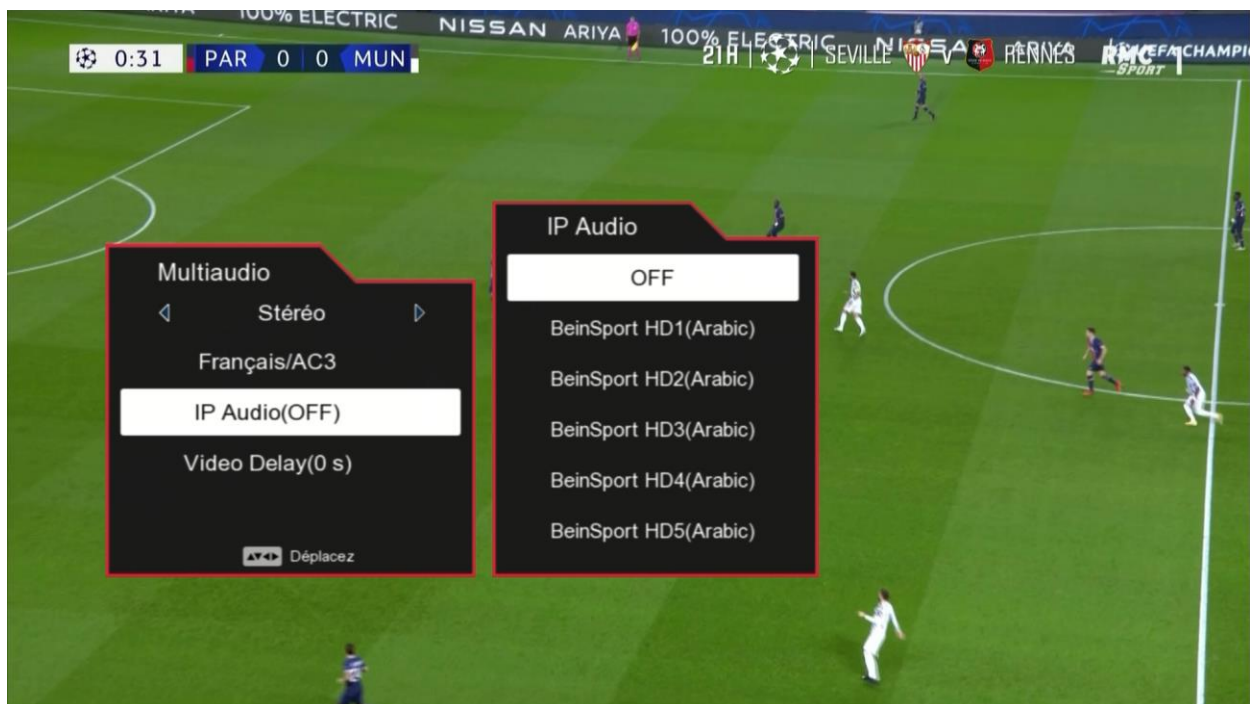 100% ELECTRIC NISSAN ARIYA 100% ELECTRIC
0:31 PAR 0 0 MUN
21H SEVILLE V RENNES
RMC SPORT 1
IP Audio
OFF
BeinSport HD1(Arabic)
BeinSport HD2(Arabic)
BeinSport HD3(Arabic)
BeinSport HD4(Arabic)
BeinSport HD5(Arabic)
Multiaudio
Stéréo
Français/AC3
IP Audio(OFF)
Video Delay(0 s)
Déplacez